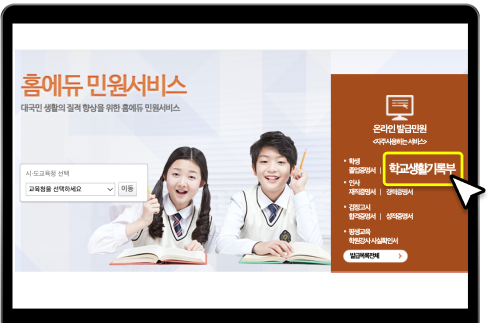 홈에듀 민원서비스
대국민 생활의 질적 향상을 위한 홈에듀 민원서비스
시·도교육청 선택
교육청을 선택하세요
이동
온라인 발급민원
<자주사용하는 서비스>
• 학생
졸업증명서 | 학교생활기록부
• 인사
재직증명서 | 경력증명서
• 검정고시
합격증명서 | 성적증명서
• 평생교육
학원강사 사실확인서
발급목록전체 >